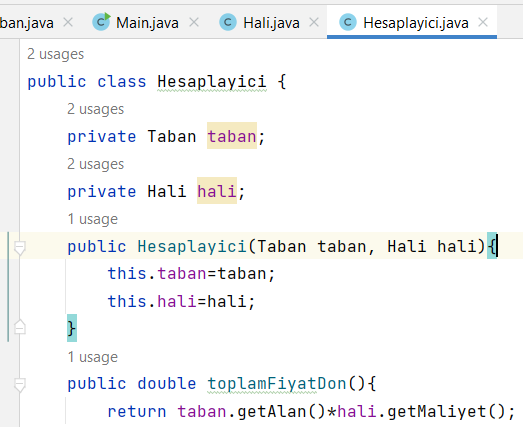 ban.java Main.java Hali.java Hesaplayici.java
2 usages
public class Hesaplayici {
2 usages
private Taban taban;
2 usages
private Hali hali;
1 usage
public Hesaplayici(Taban taban, Hali hali){
this.taban=taban;
this.hali=hali;
}
1 usage
public double toplamFiyatDon(){
return taban.getAlan()*hali.getMaliyet();